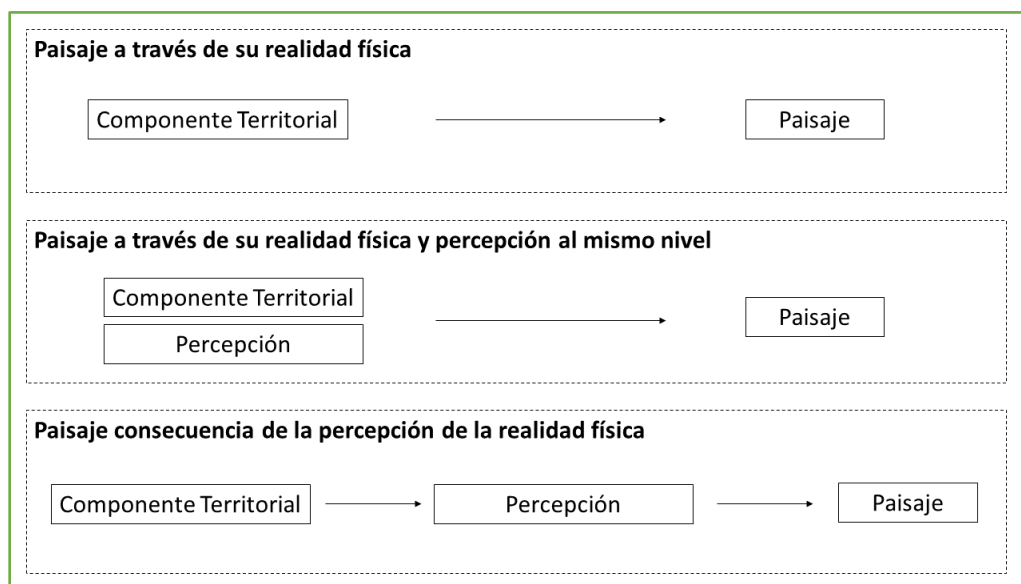 Paisaje a través de su realidad física
Componente Territorial
Paisaje
Paisaje a través de su realidad física y percepción al mismo nivel
Componente Territorial
Percepción
Paisaje
Paisaje consecuencia de la percepción de la realidad física
Componente Territorial
Percepción
Paisaje